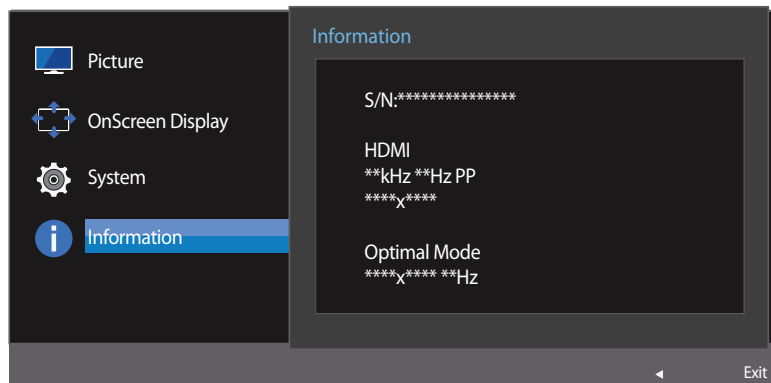 Picture
OnScreen Display
System
Information
Information
S/N:***************
HDMI
**kHz **Hz PP
****x****
Optimal Mode
****x**** **Hz
Exit